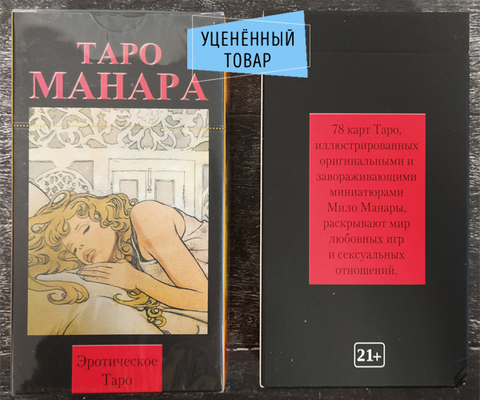 УЦЕНЁННЫЙ
ТОВАР
ТАРО
МАНАРА
Эротическое
Таро
78 карт Таро,
иллюстрированных
оригинальными и
завораживающими
миниатюрами
Мило Манары,
раскрывают мир
любовных игр
и сексуальных
отношений.
21+